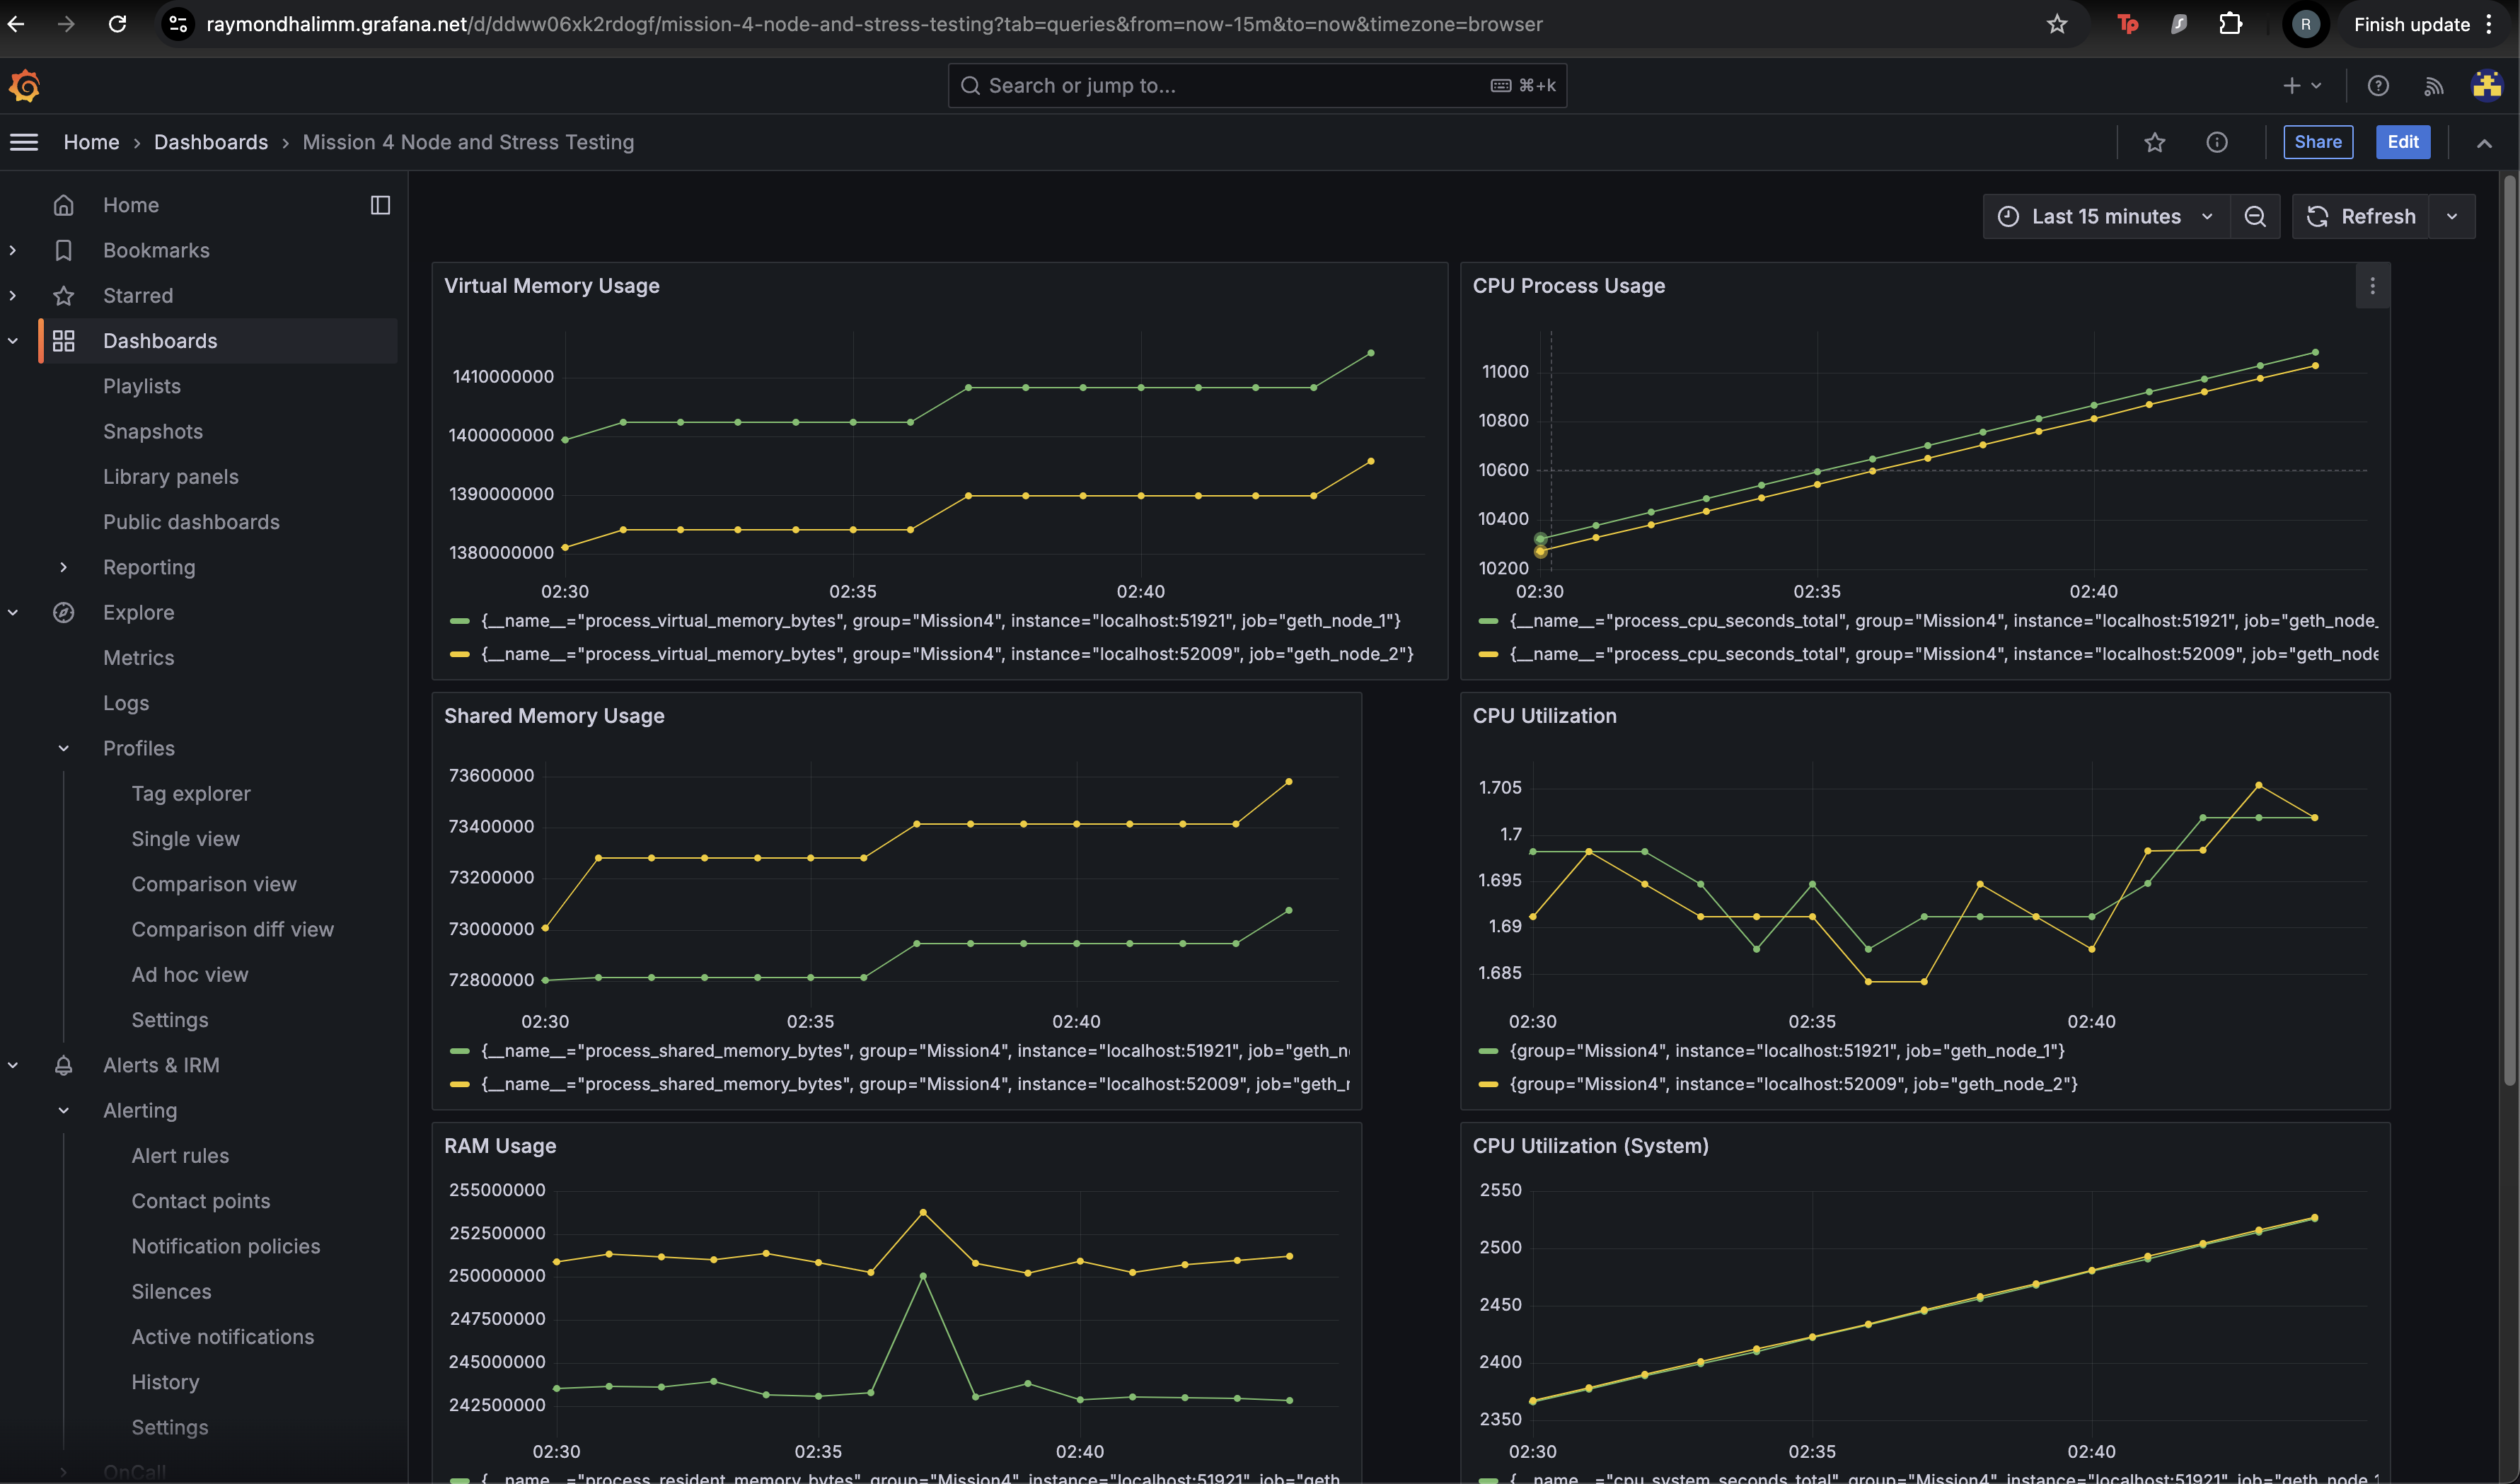 raymondhalimm.grafana.net/d/ddww06xk2rdogf/mission-4-node-and-stress-testing?tab=queries&from=now-15m&to=now&timezone=browser
Tp
R
Finish update
Search or jump to...
⌘+k
Home › Dashboards › Mission 4 Node and Stress Testing
Share
Edit
Home
Bookmarks
Starred
Dashboards
Playlists
Snapshots
Library panels
Public dashboards
Reporting
Explore
Metrics
Logs
Profiles
Tag explorer
Single view
Comparison view
Comparison diff view
Ad hoc view
Settings
Alerts & IRM
Alerting
Alert rules
Contact points
Notification policies
Silences
Active notifications
History
Settings
OnCall
Last 15 minutes
Refresh
Virtual Memory Usage
1410000000
1400000000
1390000000
1380000000
02:30 02:35 02:40
{__name__="process_virtual_memory_bytes", group="Mission4", instance="localhost:51921", job="geth_node_1"}
{__name__="process_virtual_memory_bytes", group="Mission4", instance="localhost:52009", job="geth_node_2"}
CPU Process Usage
11000
10800
10600
10400
10200
02:30 02:35 02:40
{__name__="process_cpu_seconds_total", group="Mission4", instance="localhost:51921", job="geth_node_
{__name__="process_cpu_seconds_total", group="Mission4", instance="localhost:52009", job="geth_node
Shared Memory Usage
73600000
73400000
73200000
73000000
72800000
02:30 02:35 02:40
{__name__="process_shared_memory_bytes", group="Mission4", instance="localhost:51921", job="geth_n
{__name__="process_shared_memory_bytes", group="Mission4", instance="localhost:52009", job="geth_r
CPU Utilization
1.705
1.7
1.695
1.69
1.685
02:30 02:35 02:40
{group="Mission4", instance="localhost:51921", job="geth_node_1"}
{group="Mission4", instance="localhost:52009", job="geth_node_2"}
RAM Usage
255000000
252500000
250000000
247500000
245000000
242500000
02:30 02:35 02:40
{__name__="process_resident_memory_bytes", group="Mission4", instance="localhost:51921", job="geth
CPU Utilization (System)
2550
2500
2450
2400
2350
02:30 02:35 02:40
{__name__="cpu_system_seconds_total", group="Mission4", instance="localhost:51921", job="geth_node_1